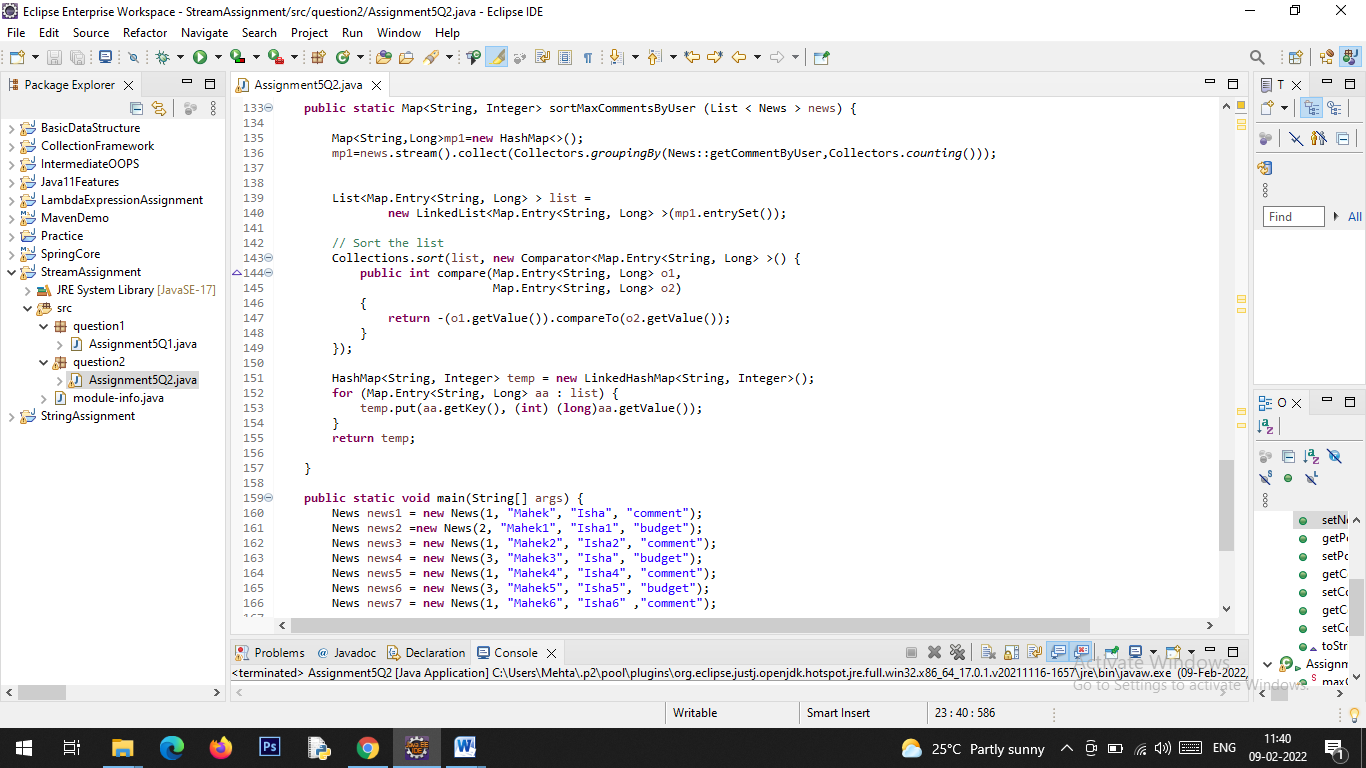 Eclipse Enterprise Workspace - StreamAssignment/src/question2/Assignment5Q2.java - Eclipse IDE
File Edit Source Refactor Navigate Search Project Run Window Help
Package Explorer
BasicDataStructure
CollectionFramework
IntermediateOOPS
Java11Features
LambdaExpressionAssignment
MavenDemo
Practice
SpringCore
StreamAssignment
JRE System Library [JavaSE-17]
src
question1
Assignment5Q1.java
question2
Assignment5Q2.java
module-info.java
StringAssignment
Assignment5Q2.java
133 public static Map<String, Integer> sortMaxCommentsByUser (List < News > news) {
134
135 Map<String,Long>mp1=new HashMap<>();
136 mp1=news.stream().collect(Collectors.groupingBy(News::getCommentByUser,Collectors.counting()));
137
138
139 List<Map.Entry<String, Long> > list =
140 new LinkedList<Map.Entry<String, Long> >(mp1.entrySet());
141
142 // Sort the list
143 Collections.sort(list, new Comparator<Map.Entry<String, Long> >() {
144 public int compare(Map.Entry<String, Long> o1,
145 Map.Entry<String, Long> o2)
146 {
147 return -(o1.getValue()).compareTo(o2.getValue());
148 }
149 });
150
151 HashMap<String, Integer> temp = new LinkedHashMap<String, Integer>();
152 for (Map.Entry<String, Long> aa : list) {
153 temp.put(aa.getKey(), (int) (long)aa.getValue());
154 }
155 return temp;
156
157 }
158
159 public static void main(String[] args) {
160 News news1 = new News(1, "Mahek", "Isha", "comment");
161 News news2 =new News(2, "Mahek1", "Isha1", "budget");
162 News news3 = new News(1, "Mahek2", "Isha2", "comment");
163 News news4 = new News(3, "Mahek3", "Isha", "budget");
164 News news5 = new News(1, "Mahek4", "Isha4", "comment");
165 News news6 = new News(3, "Mahek5", "Isha5", "budget");
166 News news7 = new News(1, "Mahek6", "Isha6" ,"comment");
T
Find
All
O
setN
getP
setP
getC
setCo
getC
setCo
toStr
Assignm
Problems @ Javadoc Declaration Console
<terminated> Assignment5Q2 [Java Application] C:\Users\Mehta\.p2\pool\plugins\org.eclipse.justj.openjdk.hotspot.jre.full.win32.x86_64_17.0.1.v20211116-1657\jre\bin\javaw.exe (09-Feb-2022,
Activate Windows
Go to Settings to activate Windows.
Writable
Smart Insert
23 : 40 : 586
Ps
25°C Partly sunny
ENG
11:40
09-02-2022
1